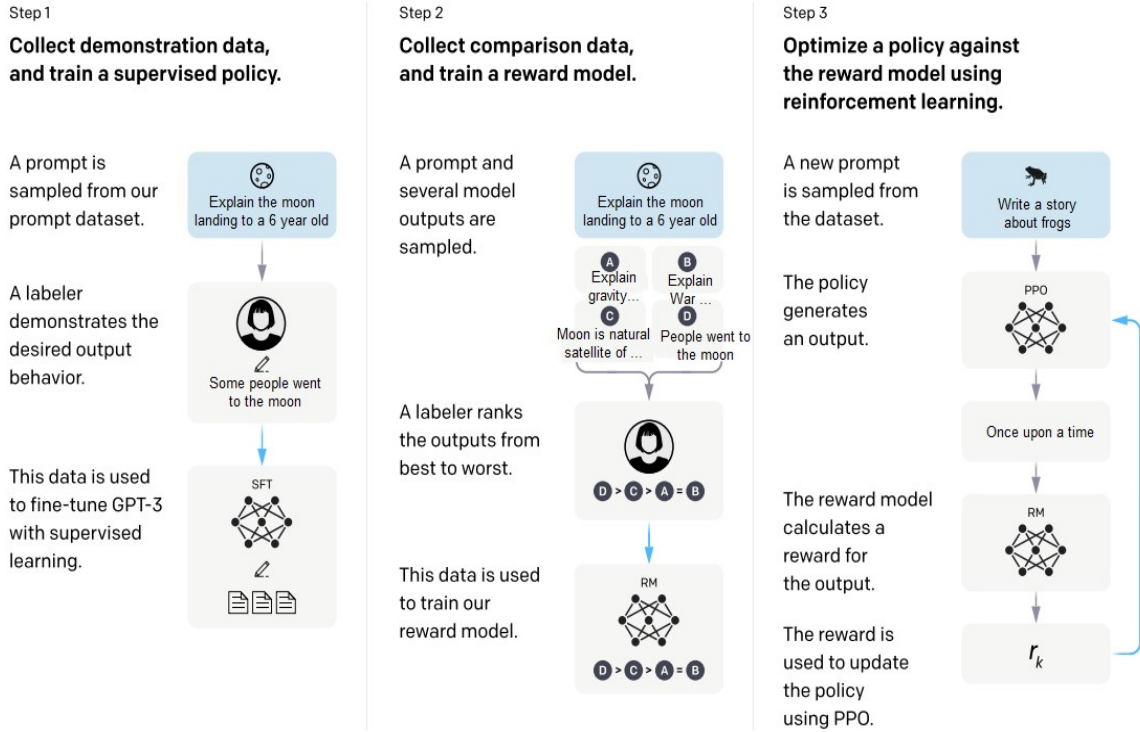 Step 1
Collect demonstration data,
and train a supervised policy.
A prompt is
sampled from our
prompt dataset.
Explain the moon
landing to a 6 year old
A labeler
demonstrates the
desired output
behavior.
Some people went
to the moon
This data is used
to fine-tune GPT-3
with supervised
learning.
SFT
Step 2
Collect comparison data,
and train a reward model.
A prompt and
several model
outputs are
sampled.
Explain the moon
landing to a 6 year old
A
Explain
gravity...
B
Explain
War ...
C
Moon is natural
satellite of ...
D
People went to
the moon
A labeler ranks
the outputs from
best to worst.
D > C > A = B
This data is used
to train our
reward model.
RM
D > C > A = B
Step 3
Optimize a policy against
the reward model using
reinforcement learning.
A new prompt
is sampled from
the dataset.
Write a story
about frogs
The policy
generates
an output.
PPO
Once upon a time
The reward model
calculates a
reward for
the output.
RM
The reward is
used to update
the policy
using PPO.
rk